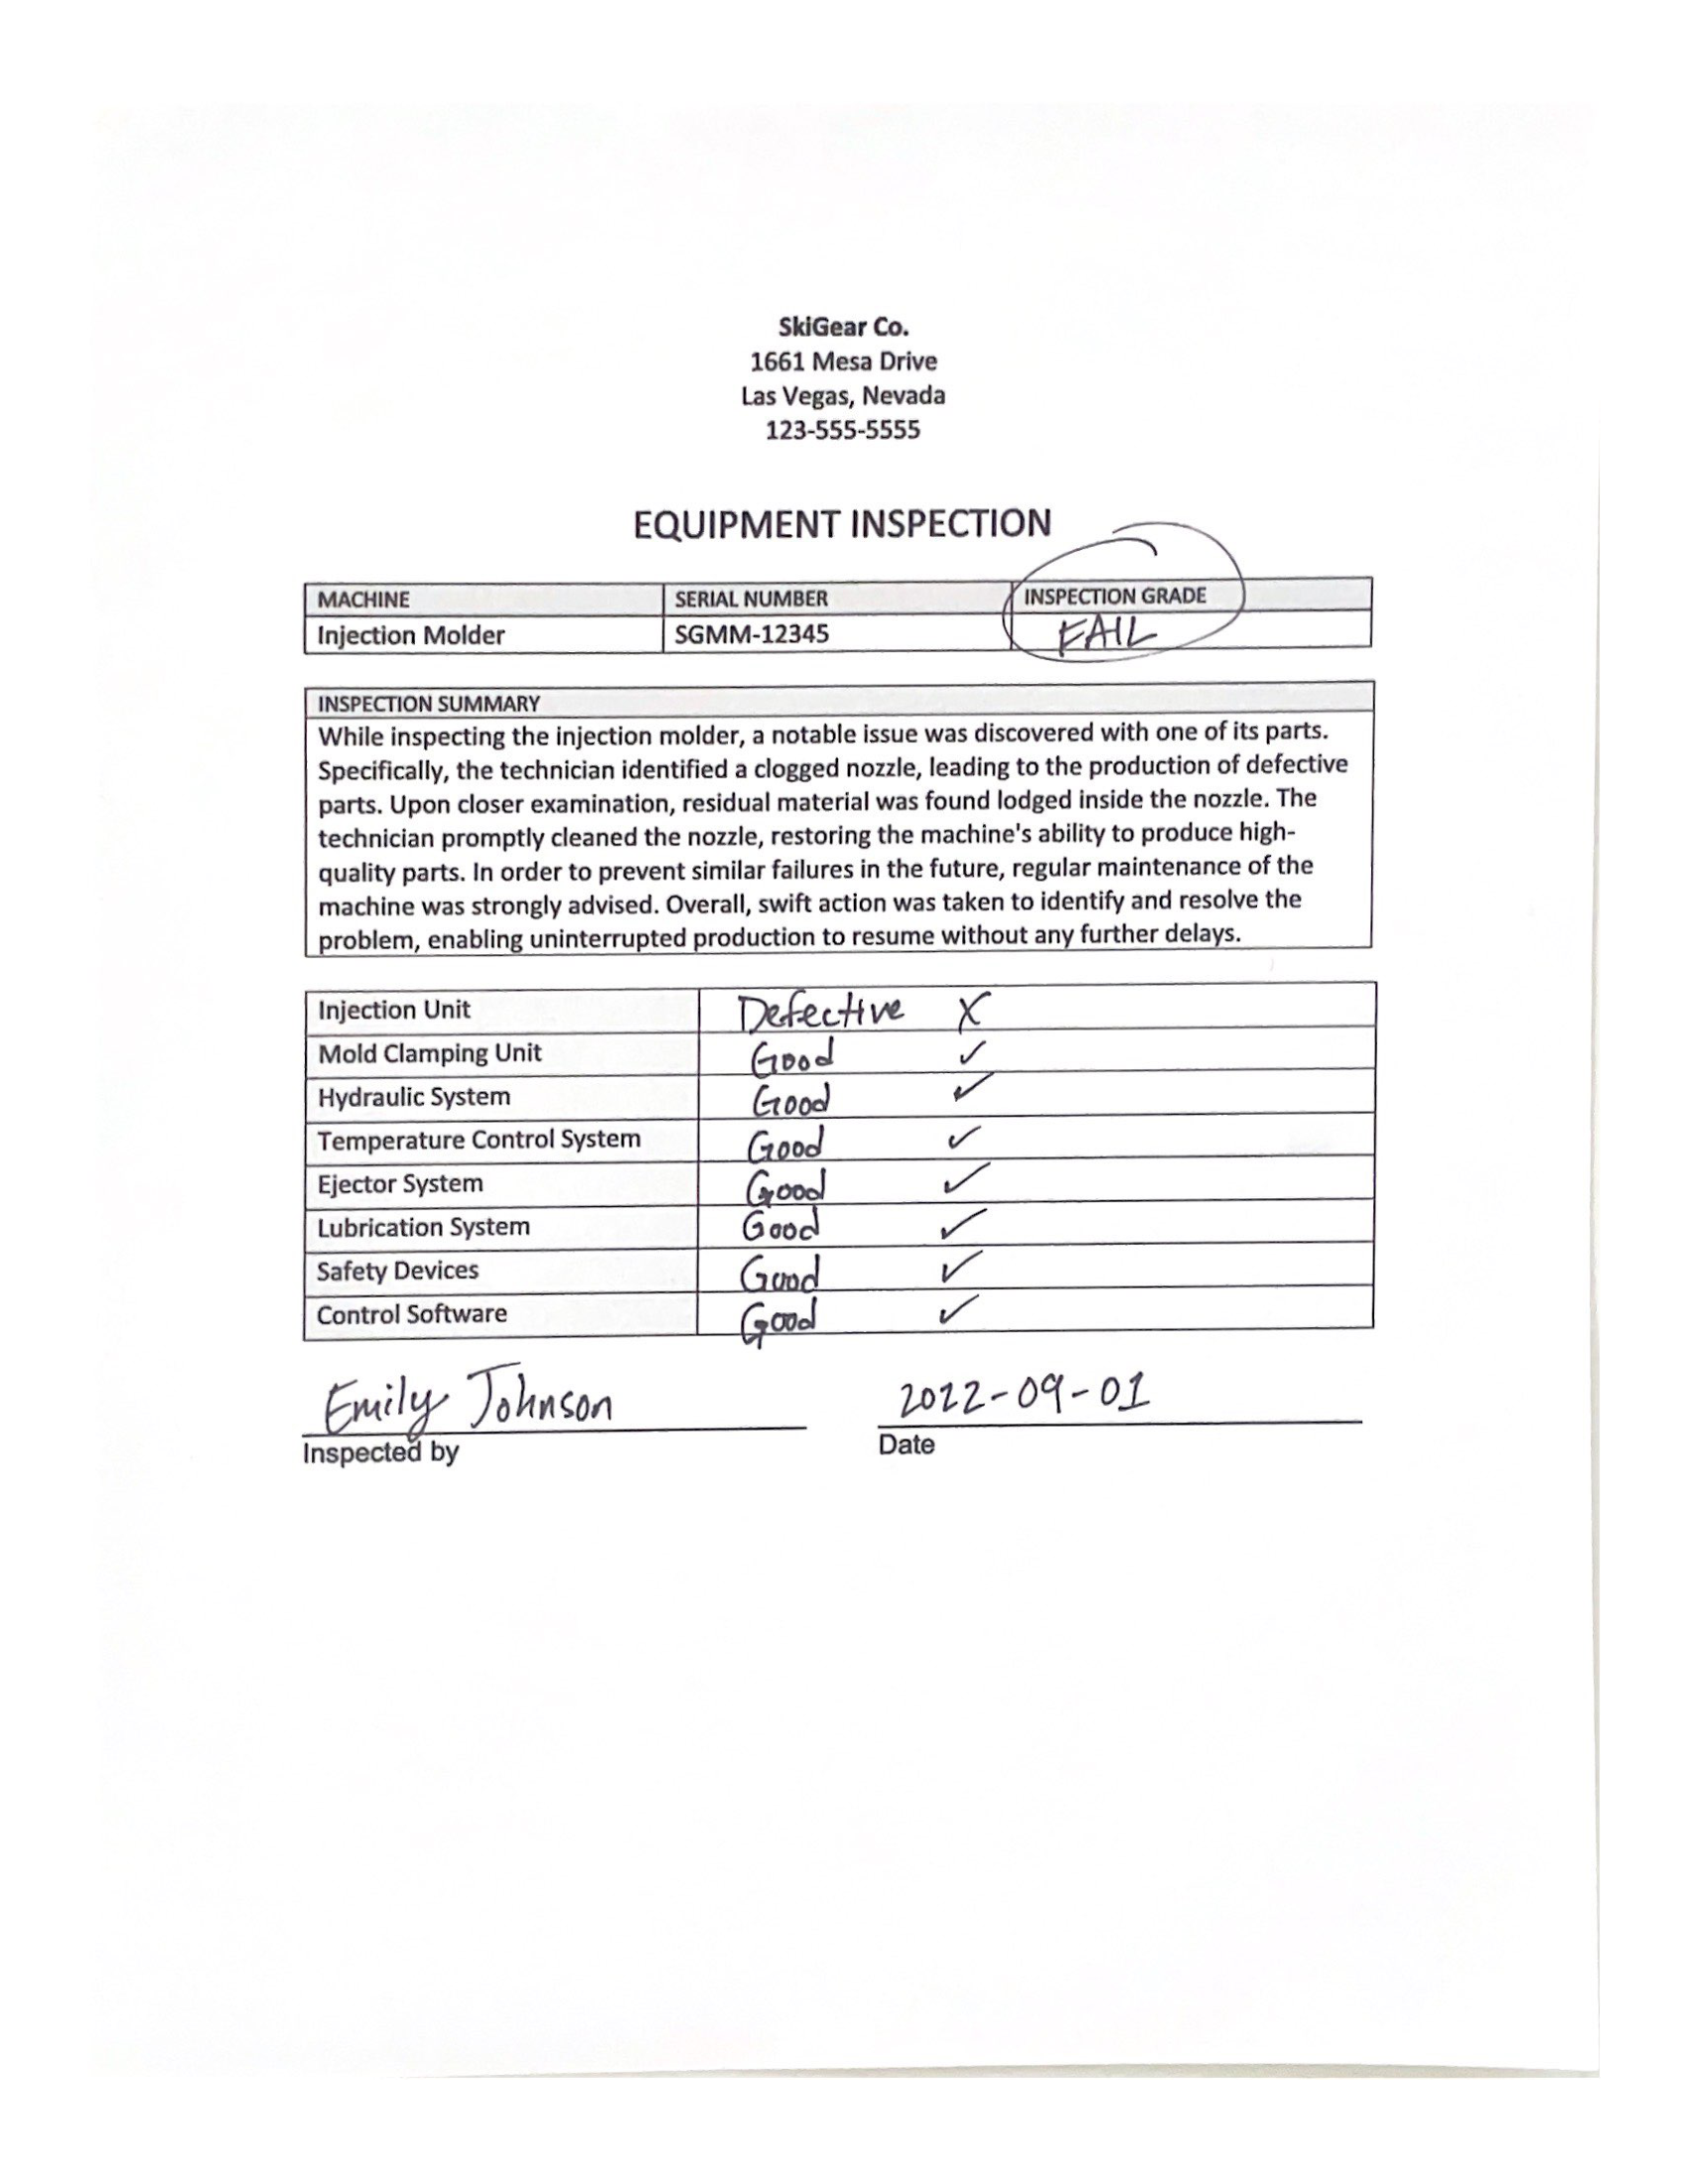 SkiGear Co.
1661 Mesa Drive
Las Vegas, Nevada
123-555-5555
EQUIPMENT INSPECTION
MACHINE SERIAL NUMBER INSPECTION GRADE
Injection Molder SGMM-12345 FAIL
INSPECTION SUMMARY
While inspecting the injection molder, a notable issue was discovered with one of its parts.
Specifically, the technician identified a clogged nozzle, leading to the production of defective
parts. Upon closer examination, residual material was found lodged inside the nozzle. The
technician promptly cleaned the nozzle, restoring the machine's ability to produce high-
quality parts. In order to prevent similar failures in the future, regular maintenance of the
machine was strongly advised. Overall, swift action was taken to identify and resolve the
problem, enabling uninterrupted production to resume without any further delays.
Injection Unit Defective X
Mold Clamping Unit Good ✓
Hydraulic System Good ✓
Temperature Control System Good ✓
Ejector System Good ✓
Lubrication System Good ✓
Safety Devices Good ✓
Control Software Good ✓
Emily Johnson 2022-09-01
Inspected by Date